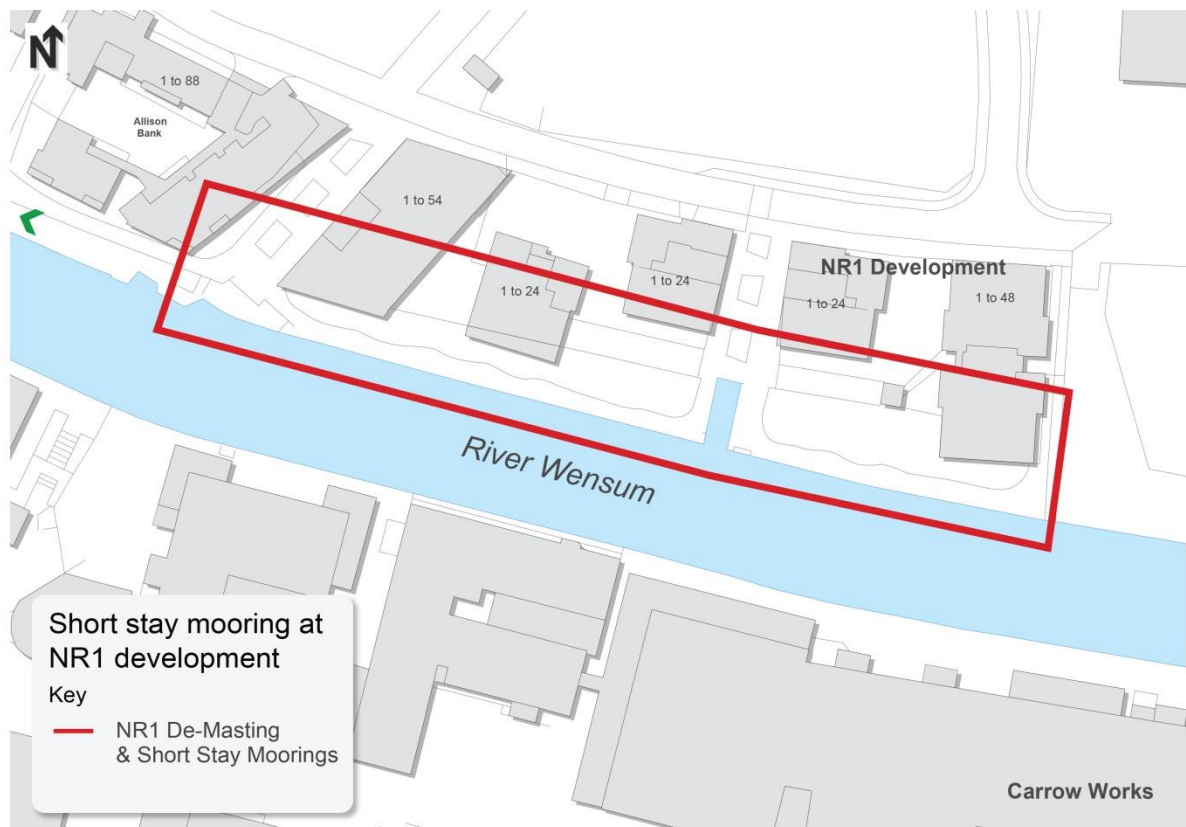 N
1 to 88
Allison
Bank
1 to 54
1 to 24
1 to 24
NR1 Development
1 to 24
1 to 48
River Wensum
Short stay mooring at
NR1 development
Key
NR1 De-Masting
& Short Stay Moorings
Carrow Works